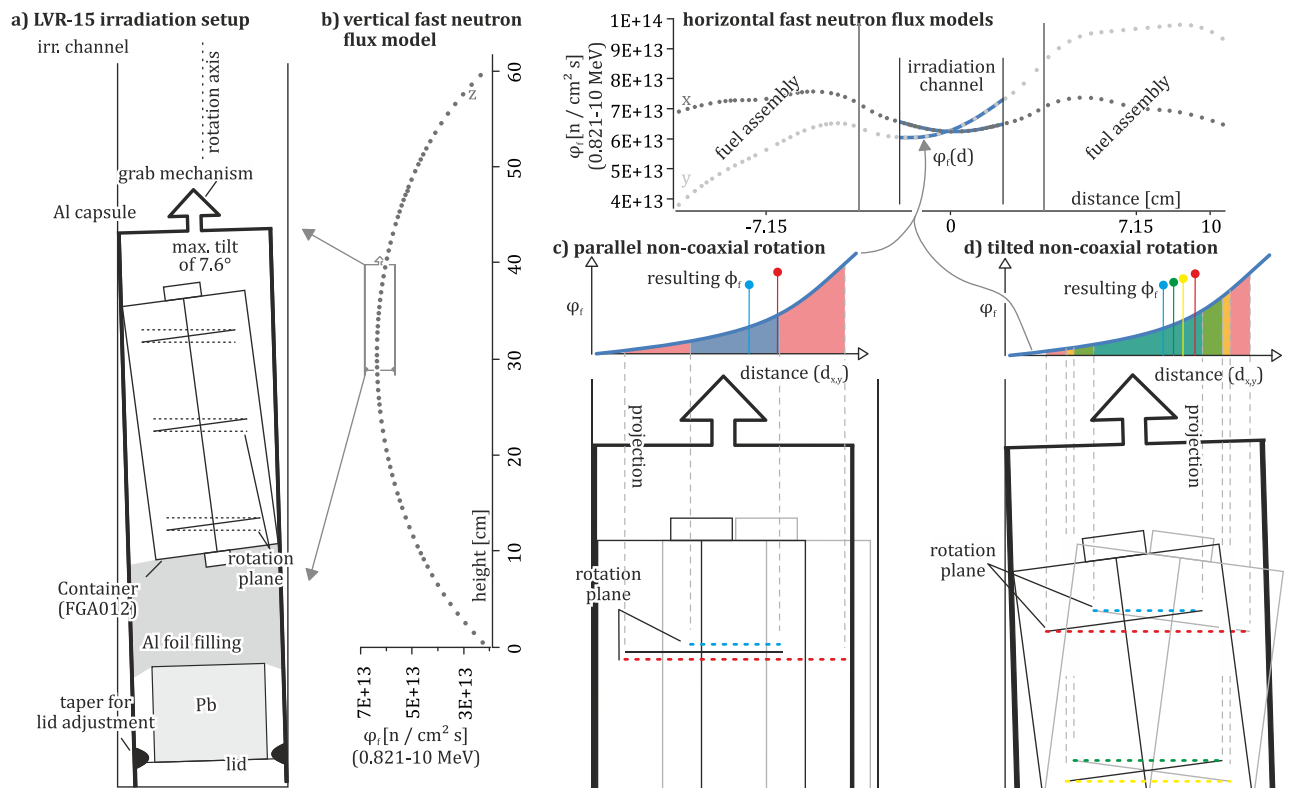 a) LVR-15 irradiation setup
irr. channel
rotation axis
grab mechanism
Al capsule
max. tilt
of 7.6°
rotation
plane
Container
(FGA012)
Al foil filling
taper for
lid adjustment
Pb
lid
b) vertical fast neutron
flux model
z
60
50
40
30
20
10
0
height [cm]
7E+13
5E+13
3E+13
φf[n / cm² s]
(0.821-10 MeV)
horizontal fast neutron flux models
1E+14
9E+13
8E+13
7E+13
6E+13
5E+13
4E+13
φf[n / cm² s]
(0.821-10 MeV)
x
y
fuel assembly
irradiation
channel
φf(d)
fuel assembly
distance [cm]
-7.15
0
7.15
10
c) parallel non-coaxial rotation
resulting ϕf
φf
distance (dx,y)
projection
rotation
plane
d) tilted non-coaxial rotation
resulting ϕf
φf
distance (dx,y)
projection
rotation
plane